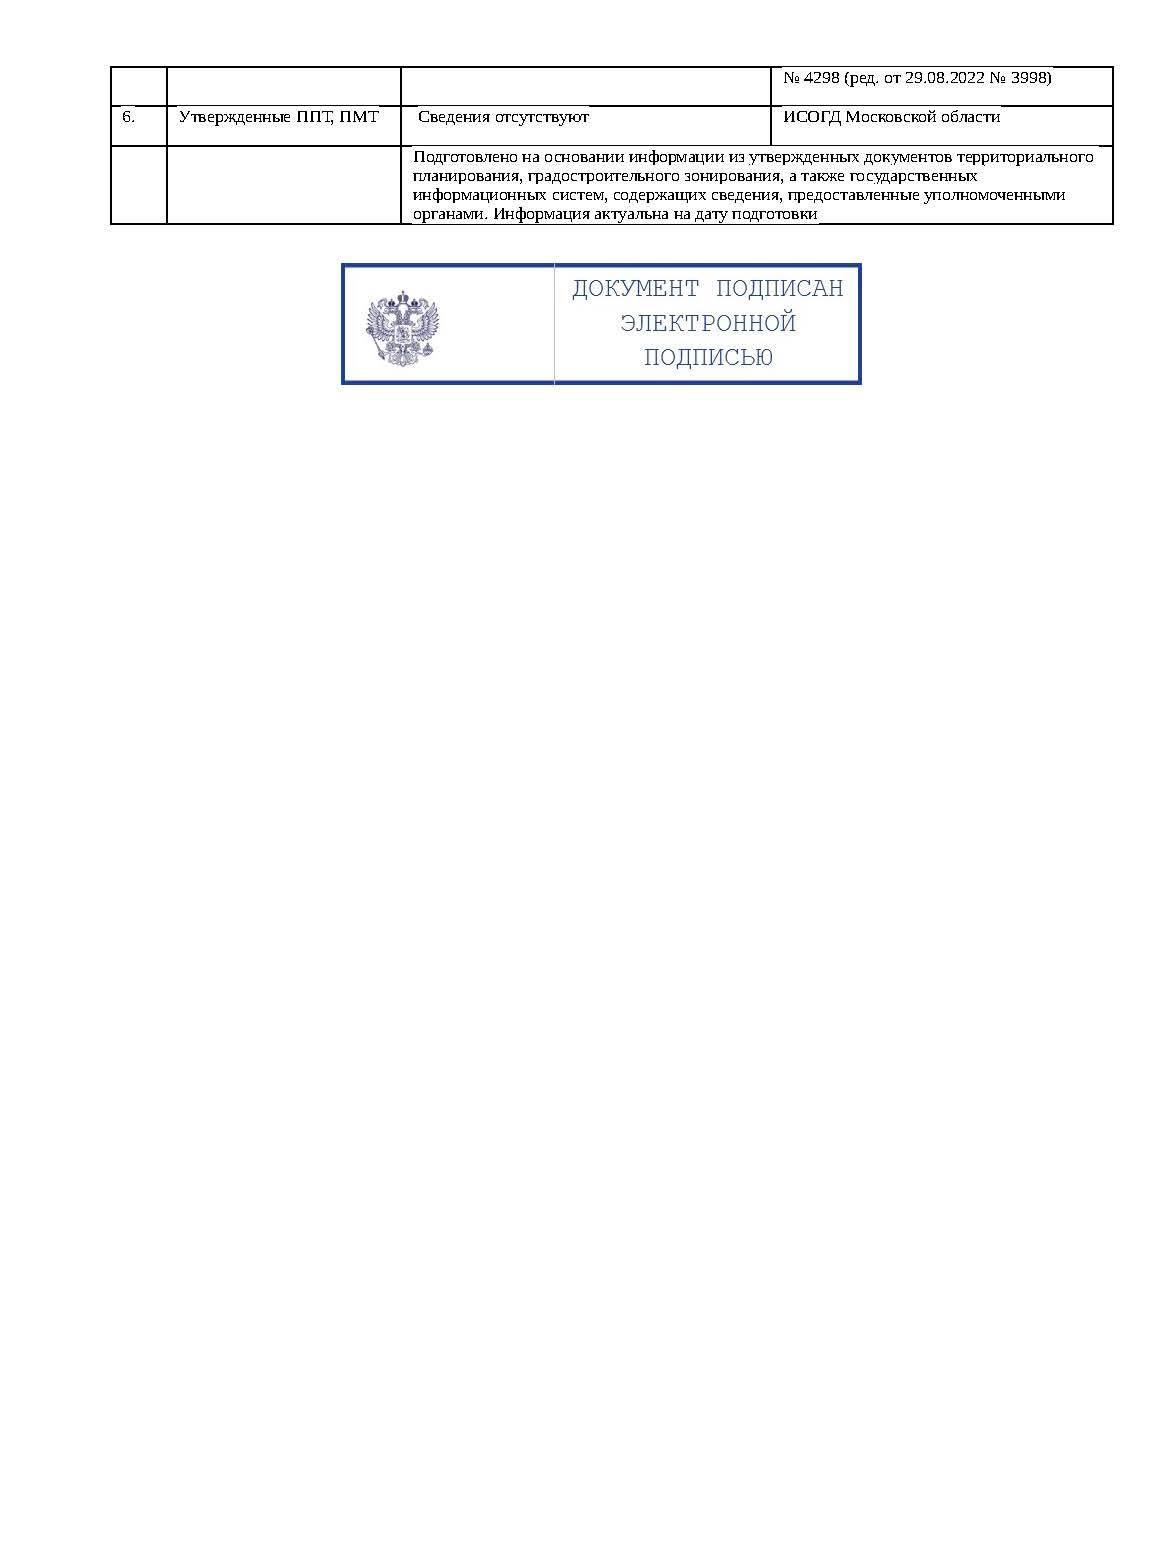 № 4298 (ред. от 29.08.2022 № 3998)
6. Утвержденные ППТ, ПМТ Сведения отсутствуют ИСОГД Московской области
Подготовлено на основании информации из утвержденных документов территориального
планирования, градостроительного зонирования, а также государственных
информационных систем, содержащих сведения, предоставленные уполномоченными
органами. Информация актуальна на дату подготовки
ДОКУМЕНТ ПОДПИСАН
ЭЛЕКТРОННОЙ
ПОДПИСЬЮ